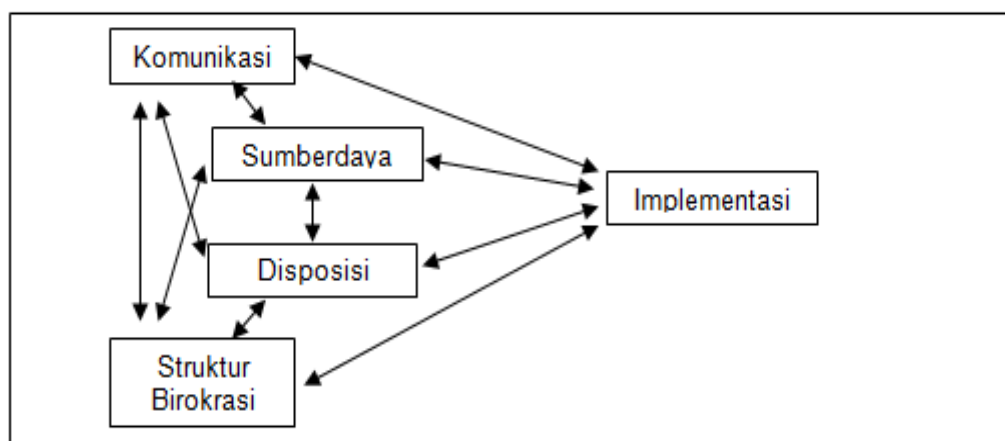 Komunikasi
Sumberdaya
Implementasi
Disposisi
Struktur
Birokrasi